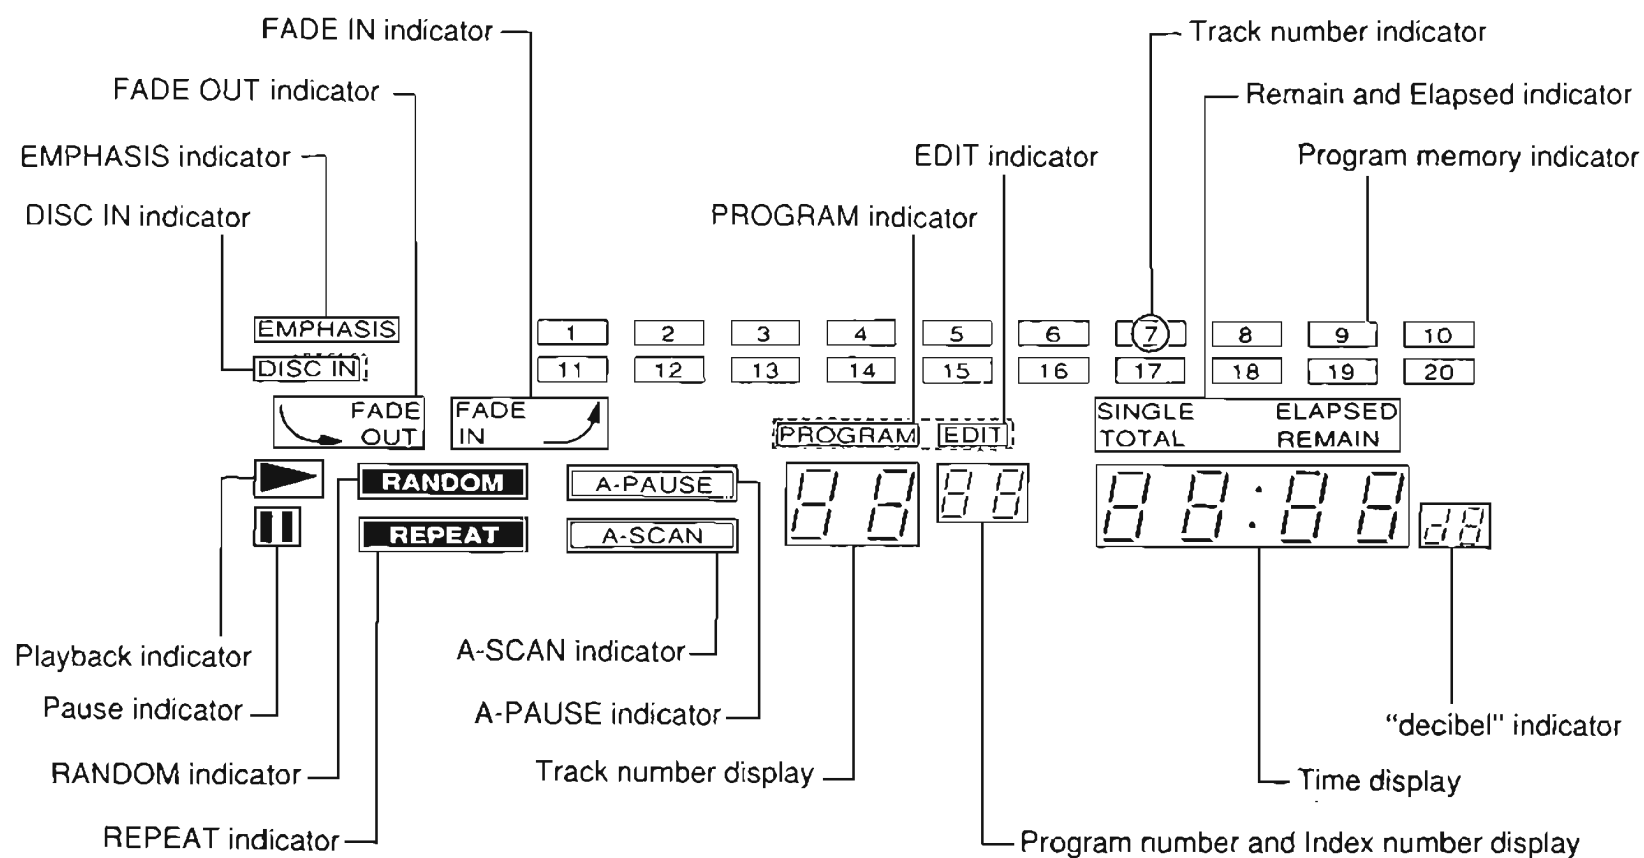 FADE IN indicator
Track number indicator
FADE OUT indicator
Remain and Elapsed indicator
EMPHASIS indicator
EDIT indicator
Program memory indicator
DISC IN indicator
PROGRAM indicator
EMPHASIS
1 2 3 4 5 6 7 8 9 10
DISC IN
11 12 13 14 15 16 17 18 19 20
FADE OUT
FADE IN
PROGRAM EDIT
SINGLE ELAPSED
TOTAL REMAIN
RANDOM
A-PAUSE
88 88 88:88
REPEAT
A-SCAN
dB
Playback indicator
A-SCAN indicator
Pause indicator
A-PAUSE indicator
"decibel" indicator
RANDOM indicator
Track number display
Time display
REPEAT indicator
Program number and Index number display